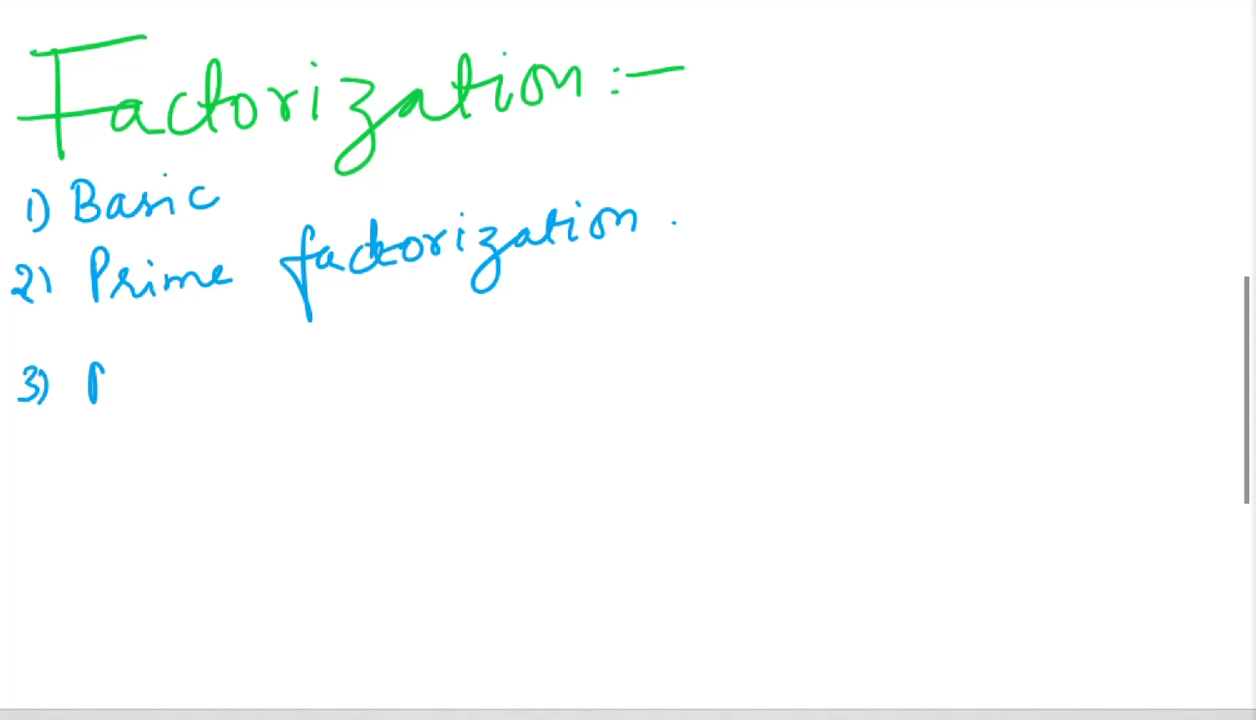 Factorization :-
1) Basic
2) Prime factorization.
3)